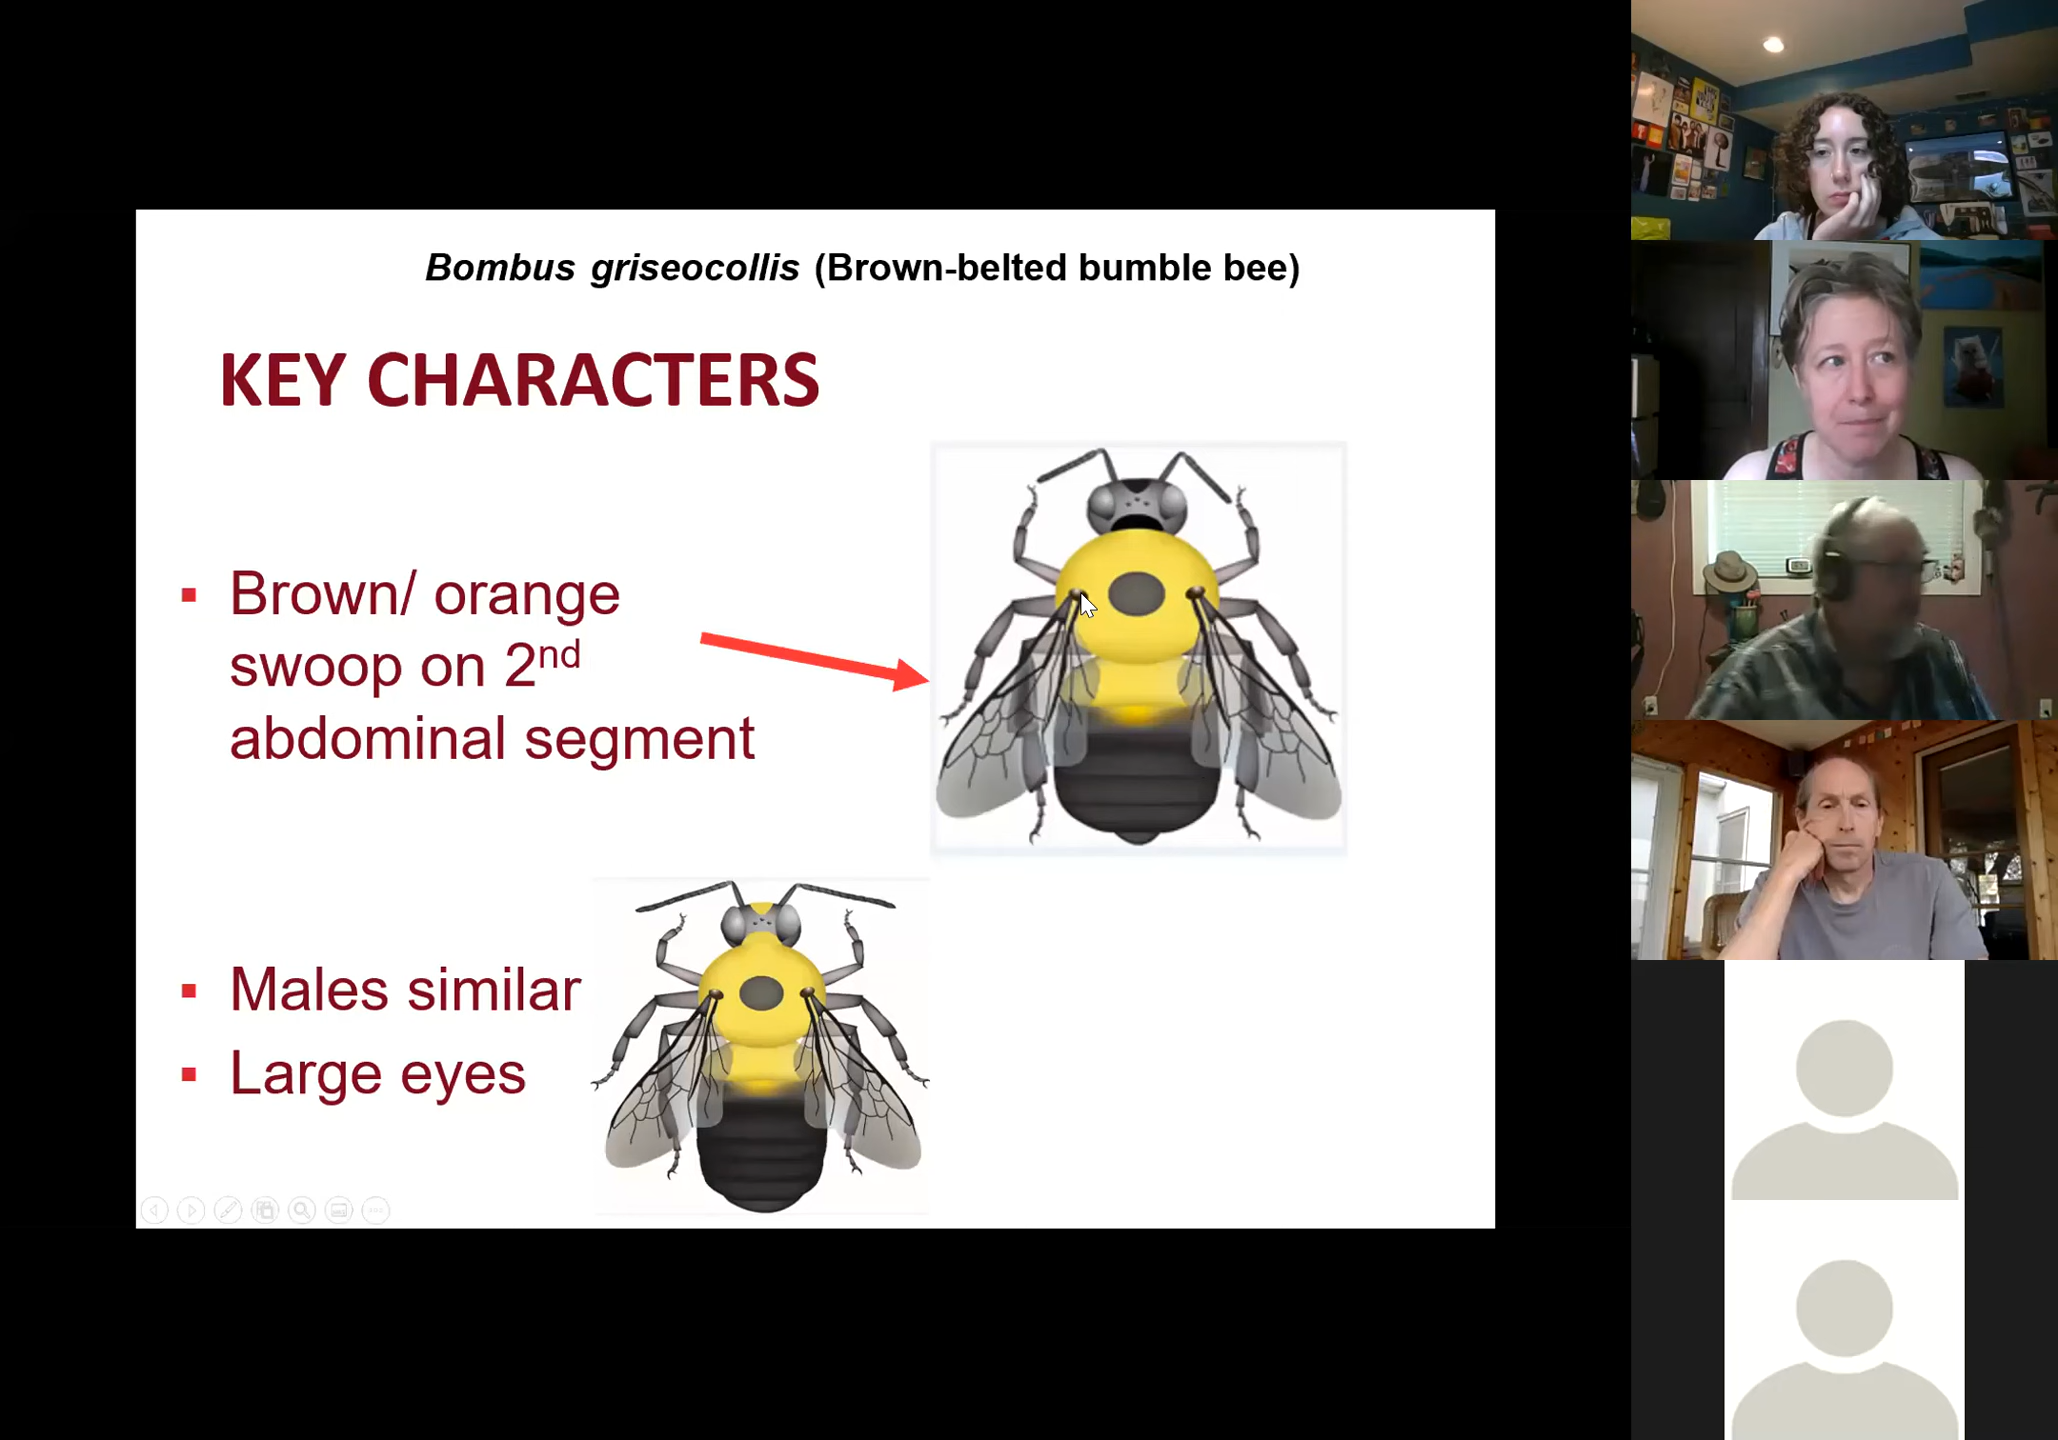 Bombus griseocollis (Brown-belted bumble bee)
KEY CHARACTERS
▪ Brown/ orange
swoop on 2nd
abdominal segment
▪ Males similar
▪ Large eyes